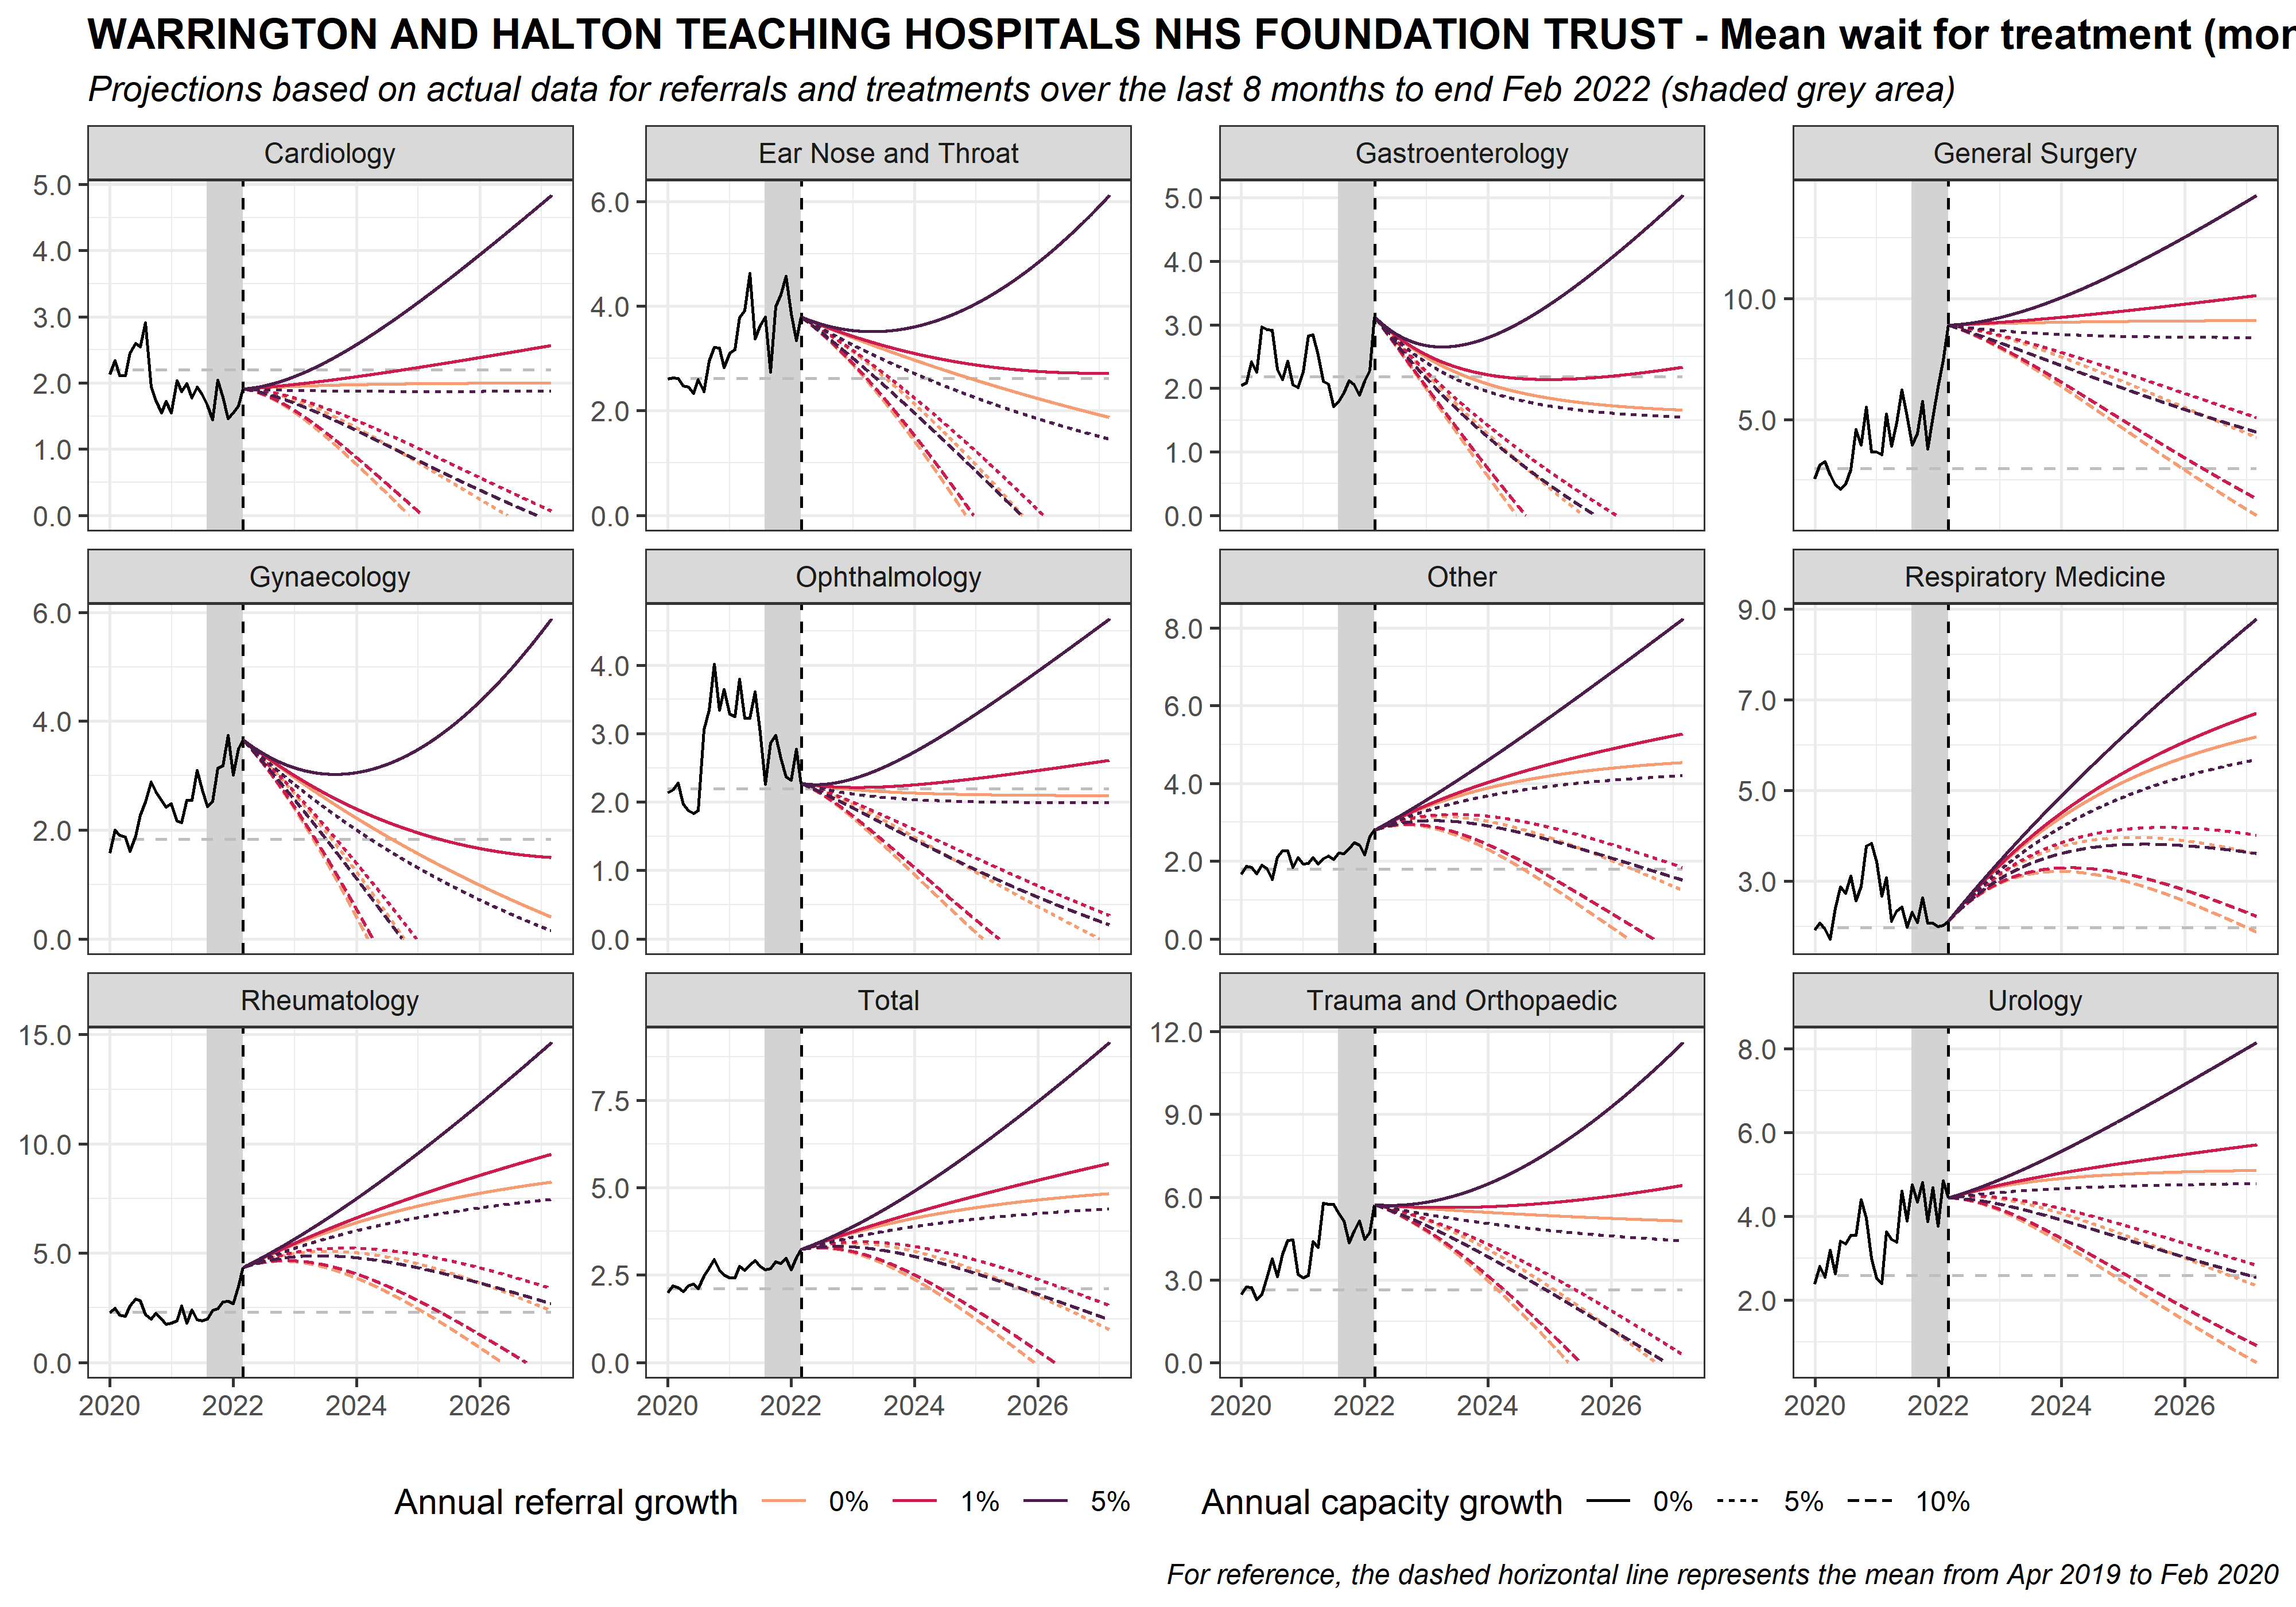 WARRINGTON AND HALTON TEACHING HOSPITALS NHS FOUNDATION TRUST - Mean wait for treatment (mon
Projections based on actual data for referrals and treatments over the last 8 months to end Feb 2022 (shaded grey area)
Cardiology
Ear Nose and Throat
Gastroenterology
General Surgery
5.0
4.0
3.0
2.0
1.0
0.0
6.0
4.0
2.0
0.0
5.0
4.0
3.0
2.0
1.0
0.0
10.0
5.0
Gynaecology
Ophthalmology
Other
Respiratory Medicine
6.0
4.0
2.0
0.0
4.0
3.0
2.0
1.0
0.0
8.0
6.0
4.0
2.0
0.0
9.0
7.0
5.0
3.0
Rheumatology
Total
Trauma and Orthopaedic
Urology
15.0
10.0
5.0
0.0
7.5
5.0
2.5
0.0
12.0
9.0
6.0
3.0
0.0
8.0
6.0
4.0
2.0
2020 2022 2024 2026
2020 2022 2024 2026
2020 2022 2024 2026
2020 2022 2024 2026
Annual referral growth 0% 1% 5%
Annual capacity growth 0% 5% 10%
For reference, the dashed horizontal line represents the mean from Apr 2019 to Feb 2020